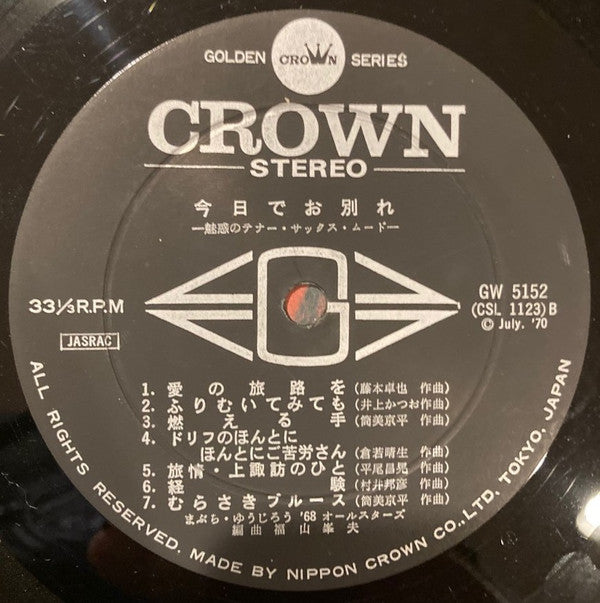 GOLDEN CROWN SERIES
CROWN
STEREO
今日でお別れ
—魅惑のテナー・サックス・ムード—
33⅓R.P.M
JASRAC
G
GW 5152
(CSL 1123)B
© July. '70
1. 愛の旅路を(藤本卓也 作曲)
2. ふりむいてみても(井上かつお作曲)
3. 燃える手(筒美京平 作曲)
4. ドリフのほんとに
ほんとにご苦労さん(倉若晴生 作曲)
5. 旅情・上諏訪のひと(平尾昌晃 作曲)
6. 経験(村井邦彦 作曲)
7. むらさきブルース(筒美京平 作曲)
まぶち・ゆうじろう '68 オールスターズ
編曲 福山峯夫
ALL RIGHTS RESERVED. MADE BY NIPPON CROWN CO., LTD. TOKYO, JAPAN